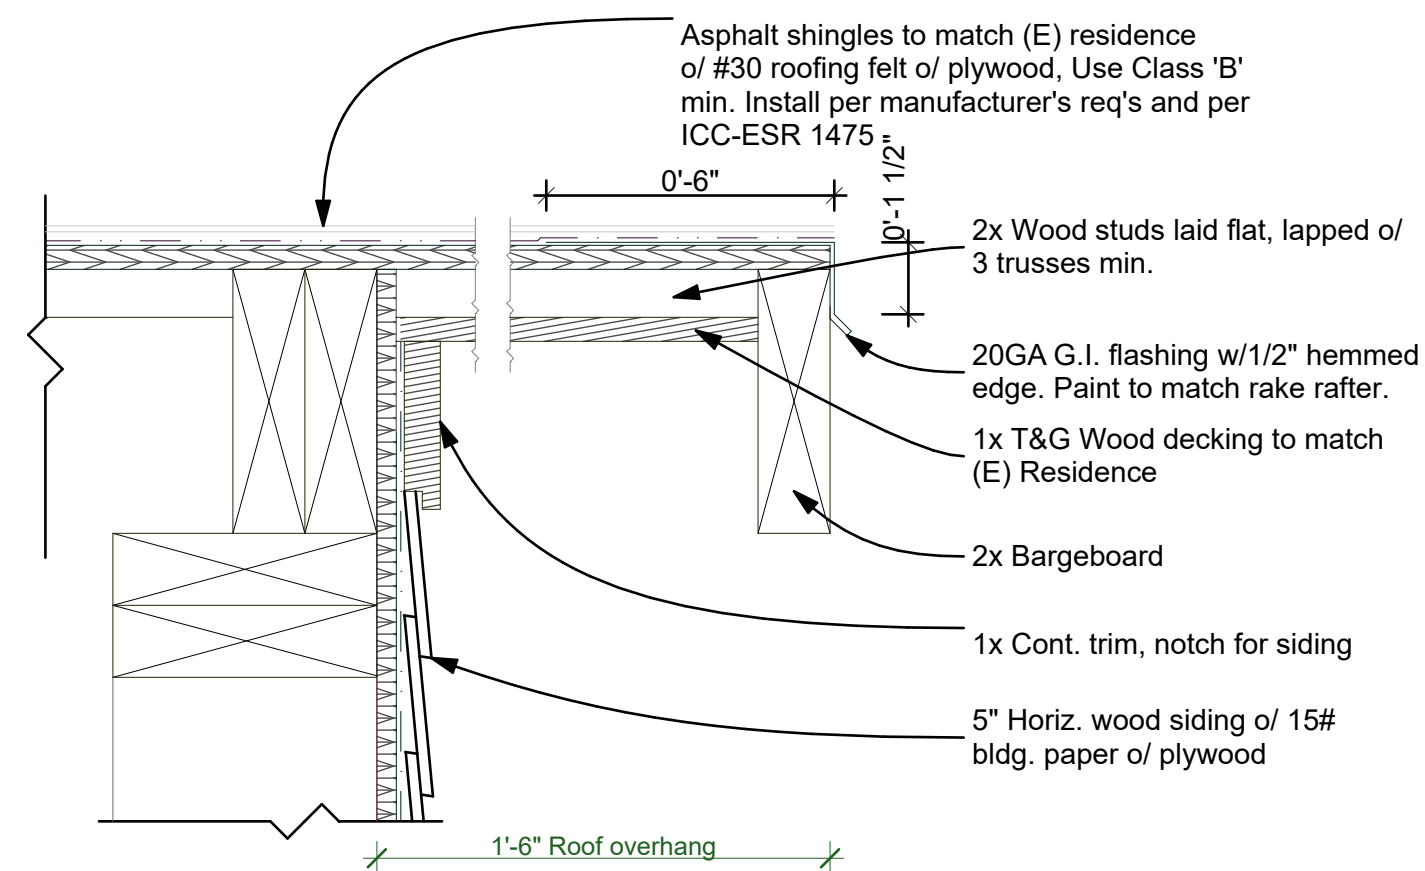 Asphalt shingles to match (E) residence
o/ #30 roofing felt o/ plywood, Use Class 'B'
min. Install per manufacturer's req's and per
ICC-ESR 1475
0'-6"
0'-1 1/2"
2x Wood studs laid flat, lapped o/
3 trusses min.
20GA G.I. flashing w/1/2" hemmed
edge. Paint to match rake rafter.
1x T&G Wood decking to match
(E) Residence
2x Bargeboard
1x Cont. trim, notch for siding
5" Horiz. wood siding o/ 15#
bldg. paper o/ plywood
1'-6" Roof overhang